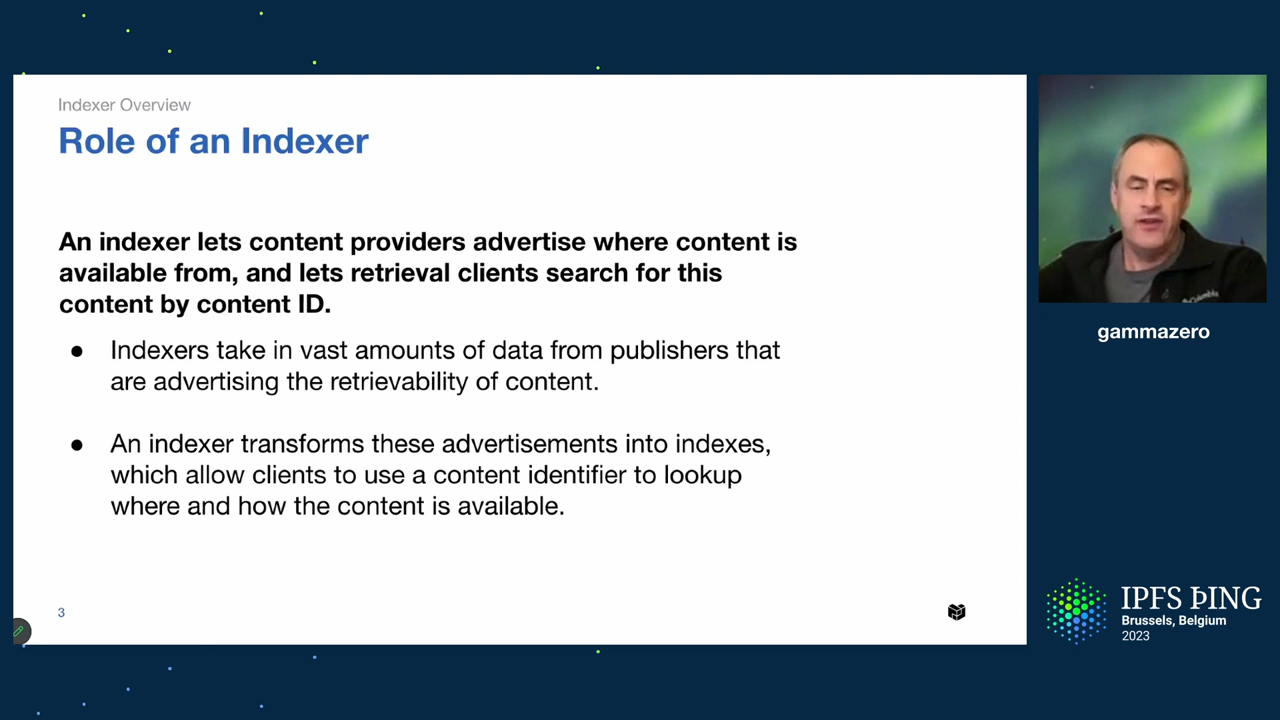 Indexer Overview
Role of an Indexer
An indexer lets content providers advertise where content is
available from, and lets retrieval clients search for this
content by content ID.
● Indexers take in vast amounts of data from publishers that
are advertising the retrievability of content.
● An indexer transforms these advertisements into indexes,
which allow clients to use a content identifier to lookup
where and how the content is available.
3
Columbia
gammazero
IPFS ÞING
Brussels, Belgium
2023